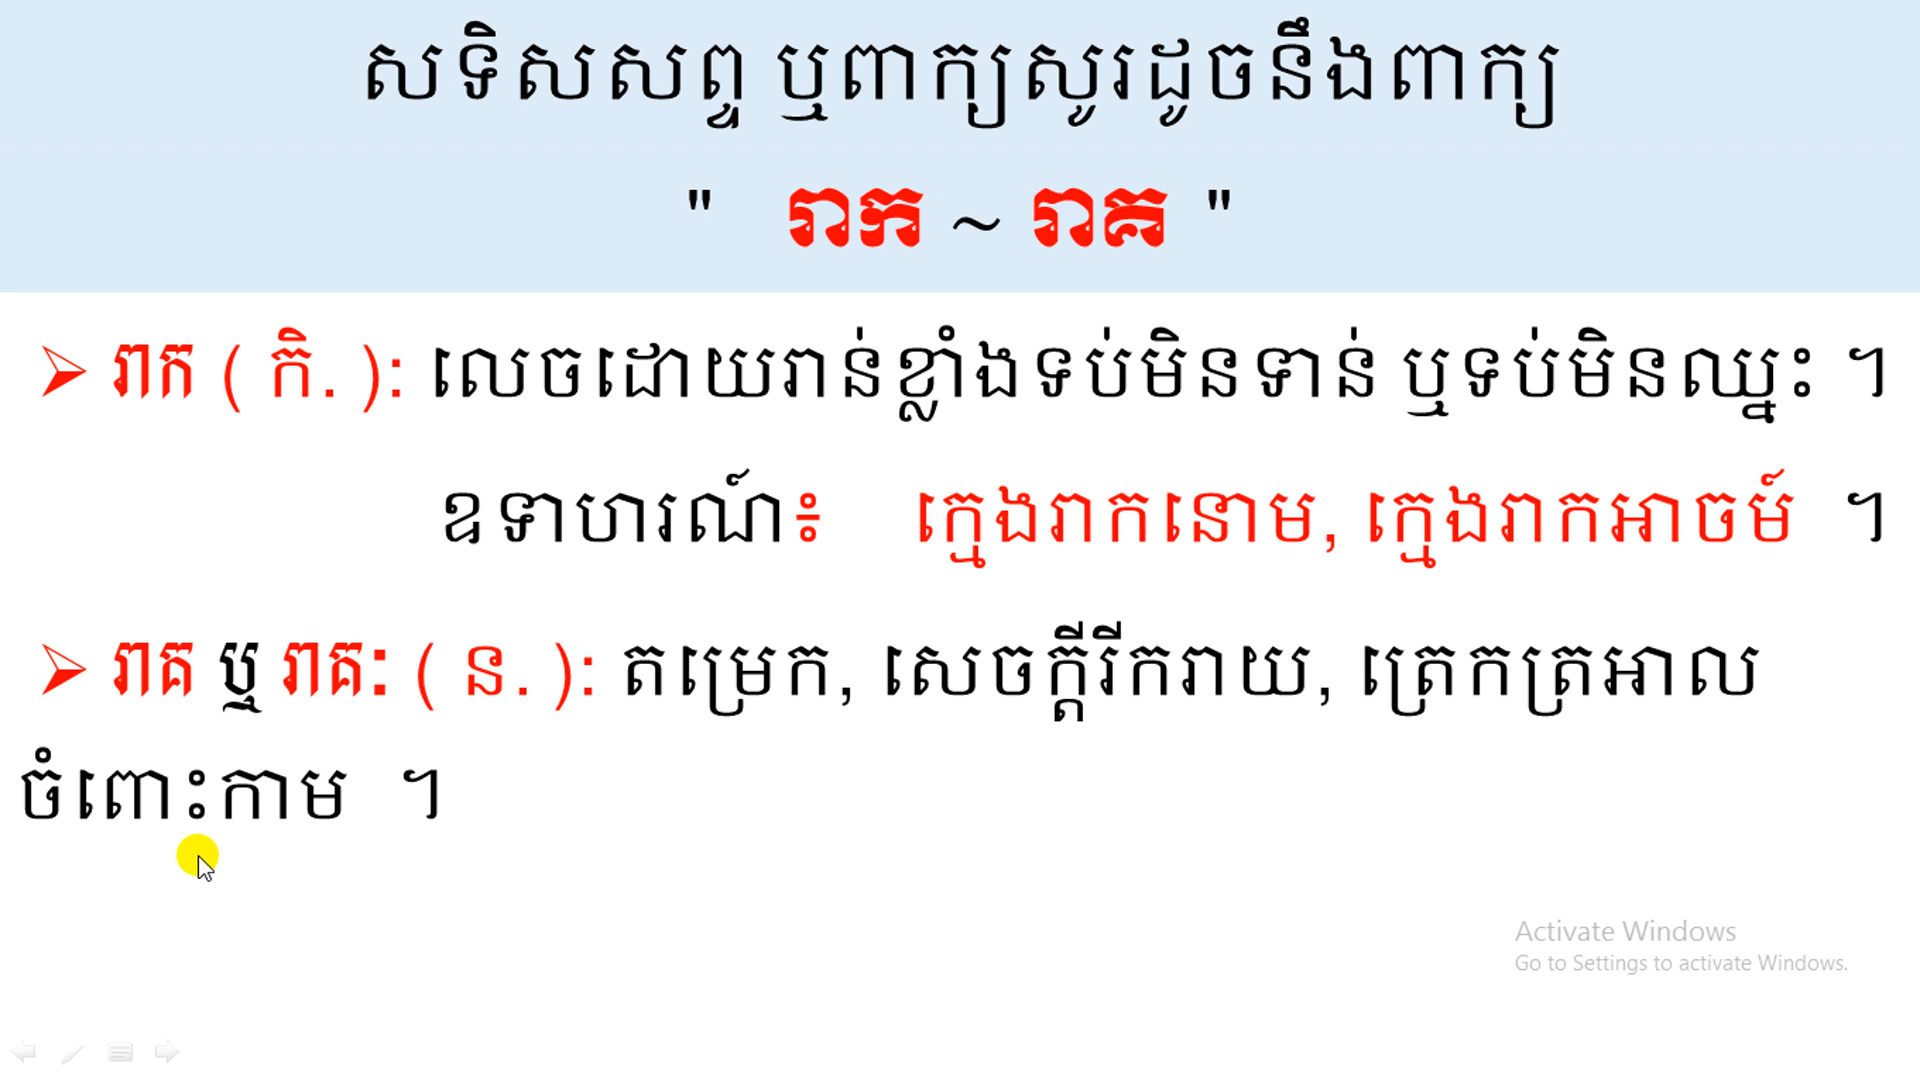 សទិសសព្ទ ឬពាក្យសូរដូចនឹងពាក្យ
" រាក ~ រាគ "
➢ រាក ( កិ. ): លេចដោយរាន់ខ្លាំងទប់មិនទាន់ ឬទប់មិនឈ្នះ ។
ឧទាហរណ៍៖ ក្មេងរាកនោម, ក្មេងរាកអាចម៍ ។
➢ រាគ ឬ រាគៈ ( ន. ): តម្រេក, សេចក្ដីរីករាយ, ត្រេកត្រអាល
ចំពោះកាម ។
Activate Windows
Go to Settings to activate Windows.